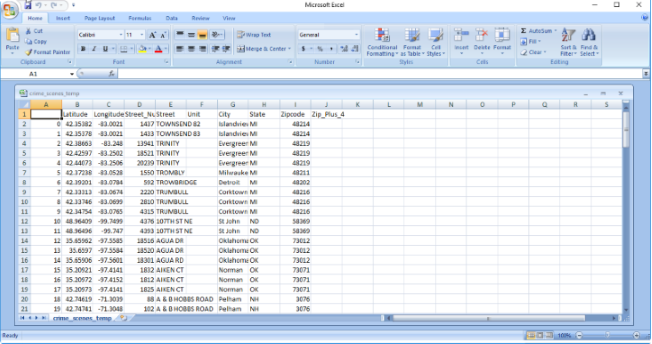 Microsoft Excel
Home Insert Page Layout Formulas Data Review View
Cut
Copy
Format Painter
Paste
Clipboard
Calibri 11
Font
Wrap Text
Merge & Center
Alignment
General
Number
Conditional Formatting
Format as Table
Cell Styles
Styles
Insert Delete Format
Cells
AutoSum
Fill
Clear
Sort & Filter
Find & Select
Editing
A1
crime_scenes_temp
A B C D E F G H I J K L M N O P Q R S
1 Latitude Longitude Street_Nu Street Unit City State Zipcode Zip_Plus_4
2 0 42.35382 -83.0021 1437 TOWNSEND 82 Islandview MI 48214
3 1 42.35378 -83.0021 1433 TOWNSEND 83 Islandview MI 48214
4 2 42.38663 -83.248 13941 TRINITY Evergreen MI 48219
5 3 42.42597 -83.2502 18521 TRINITY Evergreen MI 48219
6 4 42.44073 -83.2506 20239 TRINITY Evergreen MI 48219
7 5 42.37238 -83.0528 1550 TROMBLY Milwaukee MI 48211
8 6 42.39201 -83.0784 592 TROWBRIDGE Detroit MI 48202
9 7 42.33313 -83.0674 2220 TRUMBULL Corktown MI 48216
10 8 42.33746 -83.0699 2810 TRUMBULL Corktown MI 48216
11 9 42.34754 -83.0765 4315 TRUMBULL Corktown MI 48216
12 10 48.96409 -99.7499 4376 107TH ST NE St John ND 58369
13 11 48.96406 -99.747 4393 107TH ST NE St John ND 58369
14 12 35.65962 -97.5585 18516 AGUA DR Oklahoma OK 73012
15 13 35.6597 -97.5584 18520 AGUA DR Oklahoma OK 73012
16 14 35.65906 -97.5601 18301 AGUA RD Oklahoma OK 73012
17 15 35.20921 -97.4141 1832 AIKEN CT Norman OK 73071
18 16 35.20972 -97.4152 1812 AIKEN CT Norman OK 73071
19 17 35.20973 -97.4141 1825 AIKEN CT Norman OK 73071
20 18 42.74619 -71.3039 88 A & B HOBBS ROAD Pelham NH 3076
21 19 42.74741 -71.3048 102 A & B HOBBS ROAD Pelham NH 3076
crime_scenes_temp
Ready 100%